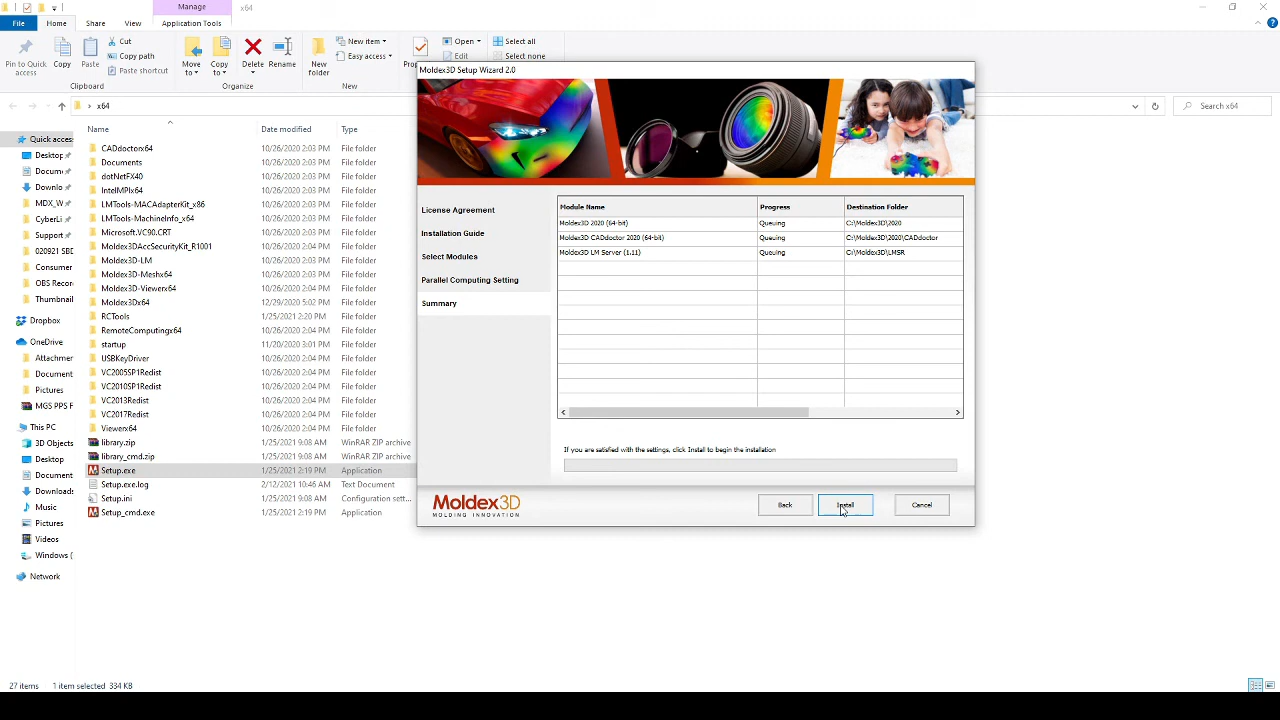 Manage
x64
File
Home
Share
View
Application Tools
Pin to Quick access
Copy
Paste
Cut
Copy path
Paste shortcut
Clipboard
Move to
Copy to
Delete
Rename
Organize
New folder
New item
Easy access
New
Open
Edit
Select all
Select none
x64
Search x64
Name
Date modified
Type
Quick access
Desktop
Documents
Downlo
MDX_W
CyberLi
Support
020921 SBD
Consumer
OBS Record
Thumbnail
Dropbox
OneDrive
Attachmen
Document
Pictures
MGS PPS F
This PC
3D Objects
Desktop
Document
Downloads
Music
Pictures
Videos
Windows (
Network
CADdoctorx64 10/26/2020 2:03 PM File folder
Documents 10/26/2020 2:03 PM File folder
dotNetFX40 10/26/2020 2:03 PM File folder
IntelMPIx64 10/26/2020 2:03 PM File folder
LMTools-MACAdapterKit_x86 10/26/2020 2:03 PM File folder
LMTools-MachineInfo_x64 10/26/2020 2:03 PM File folder
Microsoft.VC90.CRT 10/26/2020 2:03 PM File folder
Moldex3DAccSecurityKit_R1001 10/26/2020 2:03 PM File folder
Moldex3D-LM 10/26/2020 2:03 PM File folder
Moldex3D-Meshx64 10/26/2020 2:03 PM File folder
Moldex3D-Viewerx64 10/26/2020 2:04 PM File folder
Moldex3Dx64 12/29/2020 5:02 PM File folder
RCTools 1/25/2021 2:20 PM File folder
RemoteComputingx64 10/26/2020 2:04 PM File folder
startup 11/20/2020 3:01 PM File folder
USBKeyDriver 10/26/2020 2:04 PM File folder
VC2005SP1Redist 10/26/2020 2:04 PM File folder
VC2010SP1Redist 10/26/2020 2:04 PM File folder
VC2013Redist 10/26/2020 2:04 PM File folder
VC2017Redist 10/26/2020 2:04 PM File folder
Viewerx64 10/26/2020 2:04 PM File folder
library.zip 1/25/2021 9:08 AM WinRAR ZIP archive
library_cmd.zip 1/25/2021 9:08 AM WinRAR ZIP archive
Setup.exe 1/25/2021 2:19 PM Application
Setup.exe.log 2/12/2021 10:46 AM Text Document
Setup.ini 1/25/2021 9:08 AM Configuration sett...
Setup_cmd.exe 1/25/2021 2:19 PM Application
Moldex3D Setup Wizard 2.0
License Agreement
Installation Guide
Select Modules
Parallel Computing Setting
Summary
Module Name Progress Destination Folder
Moldex3D 2020 (64-bit) Queuing C:\Moldex3D\2020
Moldex3D CADdoctor 2020 (64-bit) Queuing C:\Moldex3D\2020\CADdoctor
Moldex3D LM Server (1.11) Queuing C:\Moldex3D\LMSR
If you are satisfied with the settings, click Install to begin the installation
Moldex3D
MOLDING INNOVATION
Back
Install
Cancel
27 items
1 item selected 334 KB